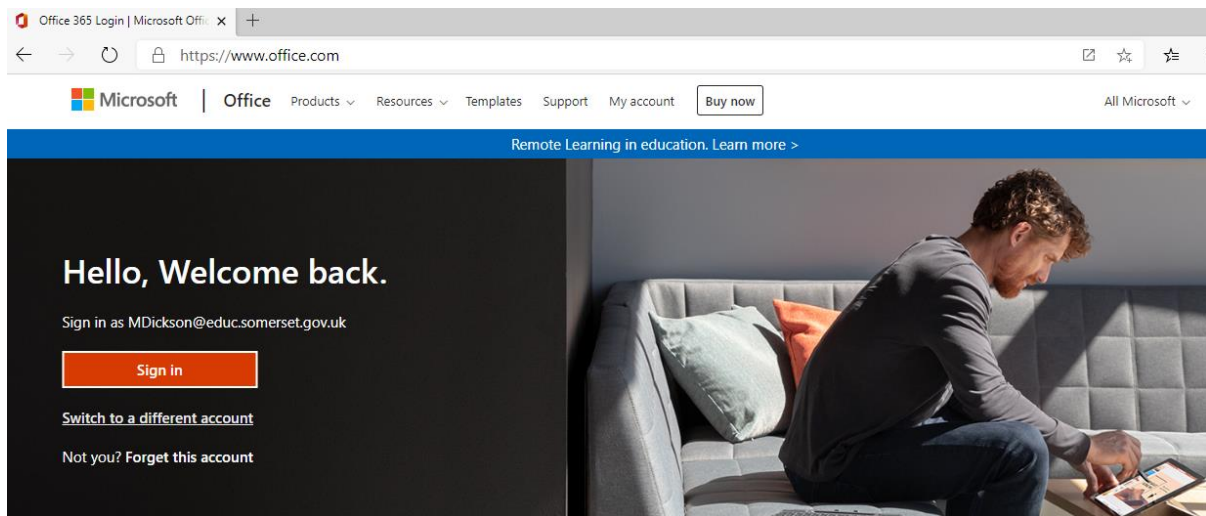 Office 365 Login | Microsoft Offic
https://www.office.com
Microsoft | Office Products Resources Templates Support My account Buy now All Microsoft
Remote Learning in education. Learn more >
Hello, Welcome back.
Sign in as MDickson@educ.somerset.gov.uk
Sign in
Switch to a different account
Not you? Forget this account